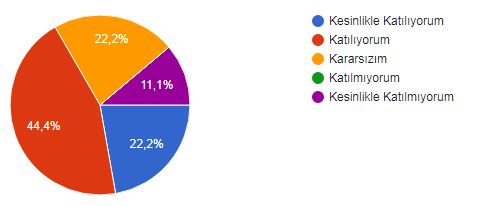 22,2%
11,1%
44,4%
22,2%
Kesinlikle Katılıyorum
Katılıyorum
Kararsızım
Katılmıyorum
Kesinlikle Katılmıyorum